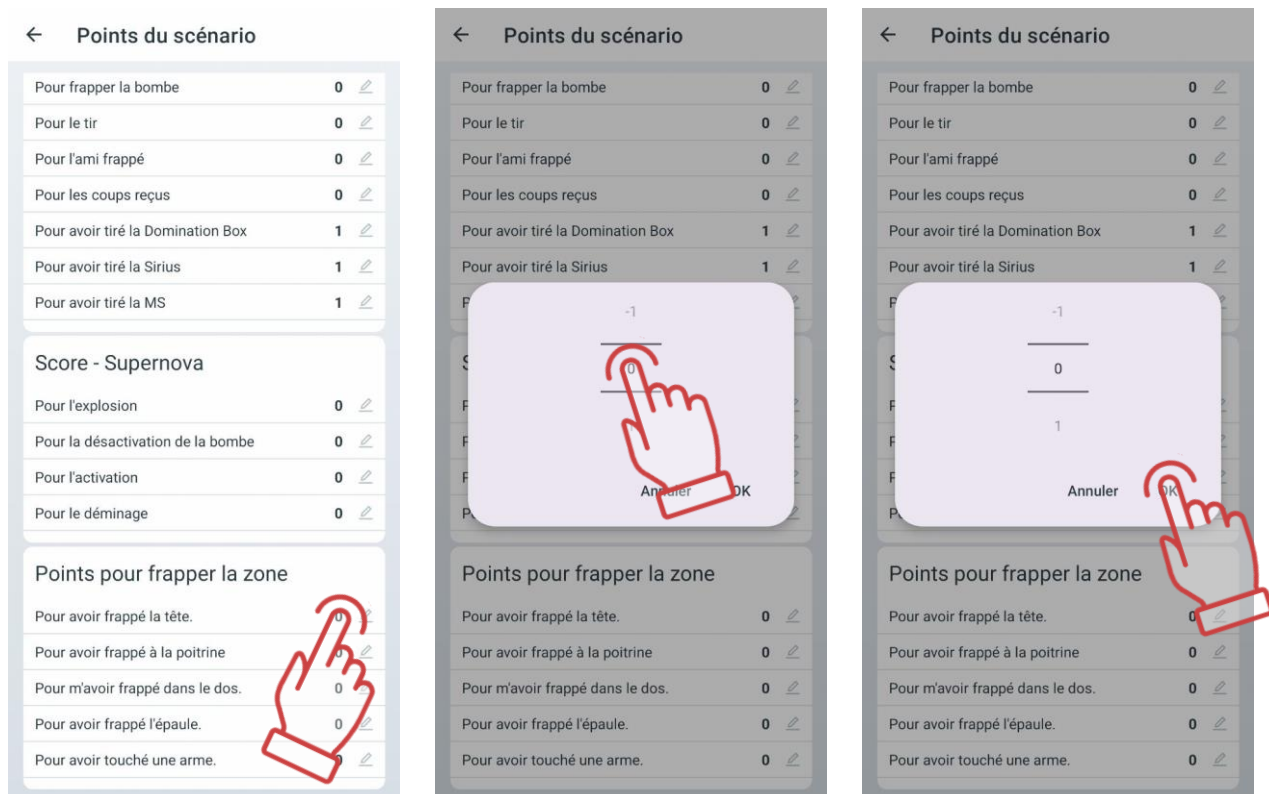 ← Points du scénario
Pour frapper la bombe 0
Pour le tir 0
Pour l'ami frappé 0
Pour les coups reçus 0
Pour avoir tiré la Domination Box 1
Pour avoir tiré la Sirius 1
Pour avoir tiré la MS 1
Score - Supernova
Pour l'explosion 0
Pour la désactivation de la bombe 0
Pour l'activation 0
Pour le déminage 0
Points pour frapper la zone
Pour avoir frappé la tête. 0
Pour avoir frappé à la poitrine 0
Pour m'avoir frappé dans le dos. 0
Pour avoir frappé l'épaule. 0
Pour avoir touché une arme. 0
← Points du scénario
Pour frapper la bombe 0
Pour le tir 0
Pour l'ami frappé 0
Pour les coups reçus 0
Pour avoir tiré la Domination Box 1
Pour avoir tiré la Sirius 1
-1
0
1
Annuler OK
Points pour frapper la zone
Pour avoir frappé la tête. 0
Pour avoir frappé à la poitrine 0
Pour m'avoir frappé dans le dos. 0
Pour avoir frappé l'épaule. 0
Pour avoir touché une arme. 0
← Points du scénario
Pour frapper la bombe 0
Pour le tir 0
Pour l'ami frappé 0
Pour les coups reçus 0
Pour avoir tiré la Domination Box 1
Pour avoir tiré la Sirius 1
-1
0
1
Annuler OK
Points pour frapper la zone
Pour avoir frappé la tête. 0
Pour avoir frappé à la poitrine 0
Pour m'avoir frappé dans le dos. 0
Pour avoir frappé l'épaule. 0
Pour avoir touché une arme. 0